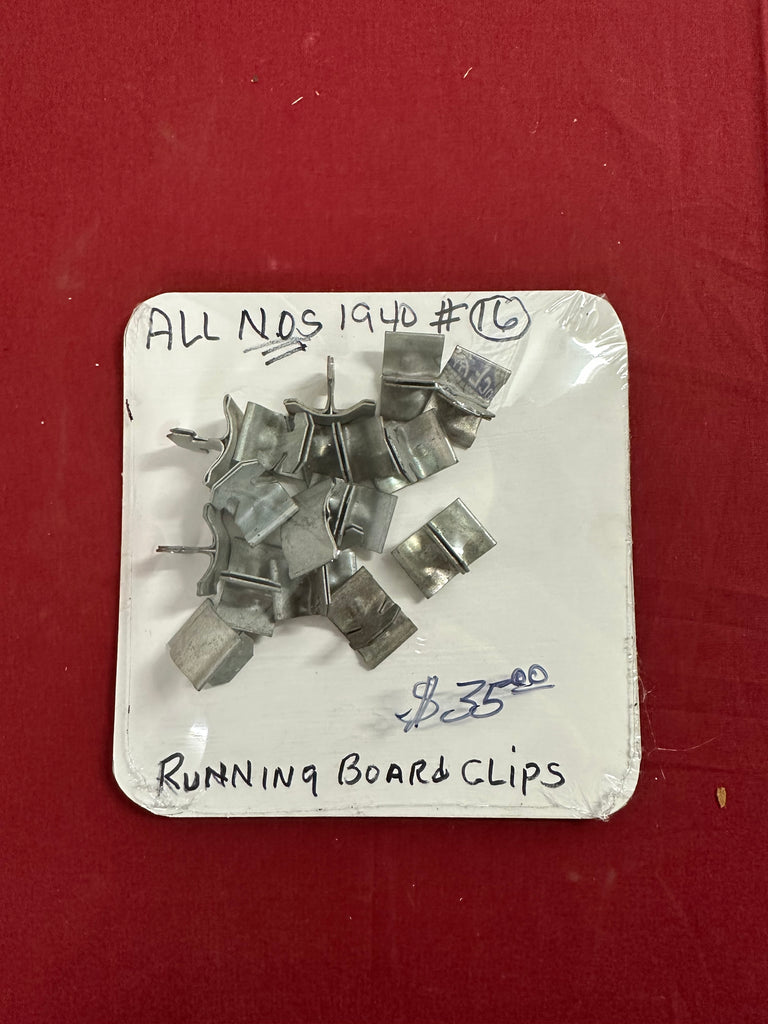 ALL NOS 1940 #16
$35.00
RUNNING BOARD CLIPS